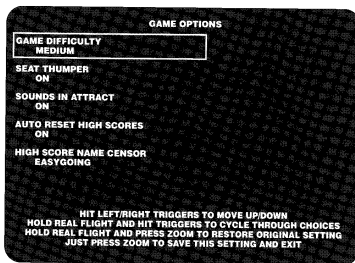 GAME OPTIONS
GAME DIFFICULTY
MEDIUM
SEAT THUMPER
ON
SOUNDS IN ATTRACT
ON
AUTO RESET HIGH SCORES
ON
HIGH SCORE NAME CENSOR
EASYGOING
HIT LEFT/RIGHT TRIGGERS TO MOVE UP/DOWN
HOLD REAL FLIGHT AND HIT TRIGGERS TO CYCLE THROUGH CHOICES
HOLD REAL FLIGHT AND PRESS ZOOM TO RESTORE ORIGINAL SETTING
JUST PRESS ZOOM TO SAVE THIS SETTING AND EXIT